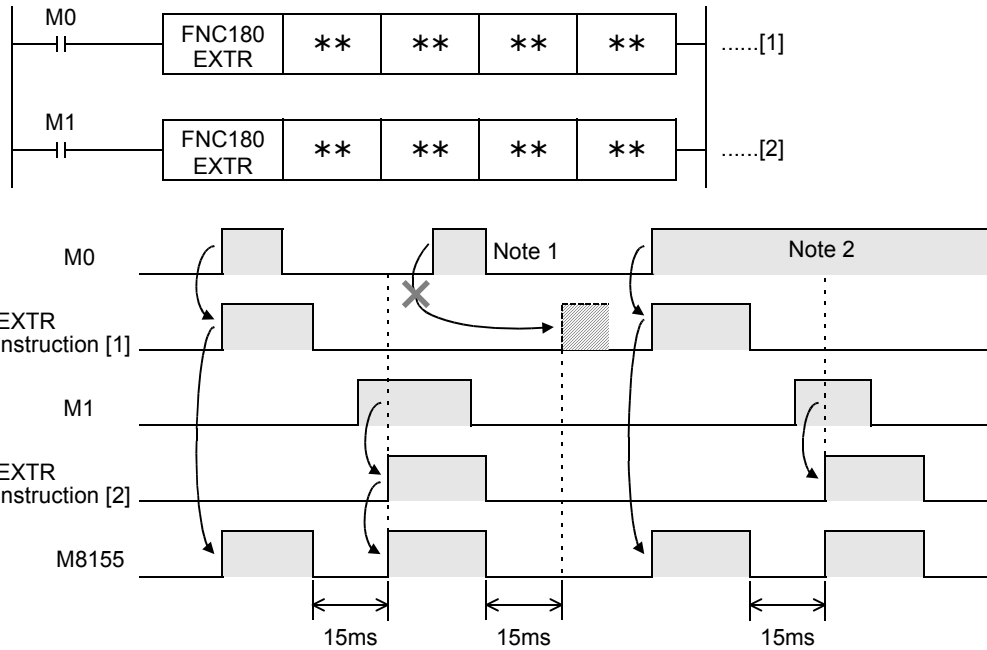 M0
FNC180 ** ** ** ** ......[1]
EXTR
M1
FNC180 ** ** ** ** ......[2]
EXTR
M0 Note 1 Note 2
EXTR
nstruction [1]
M1
EXTR
nstruction [2]
M8155
15ms 15ms 15ms